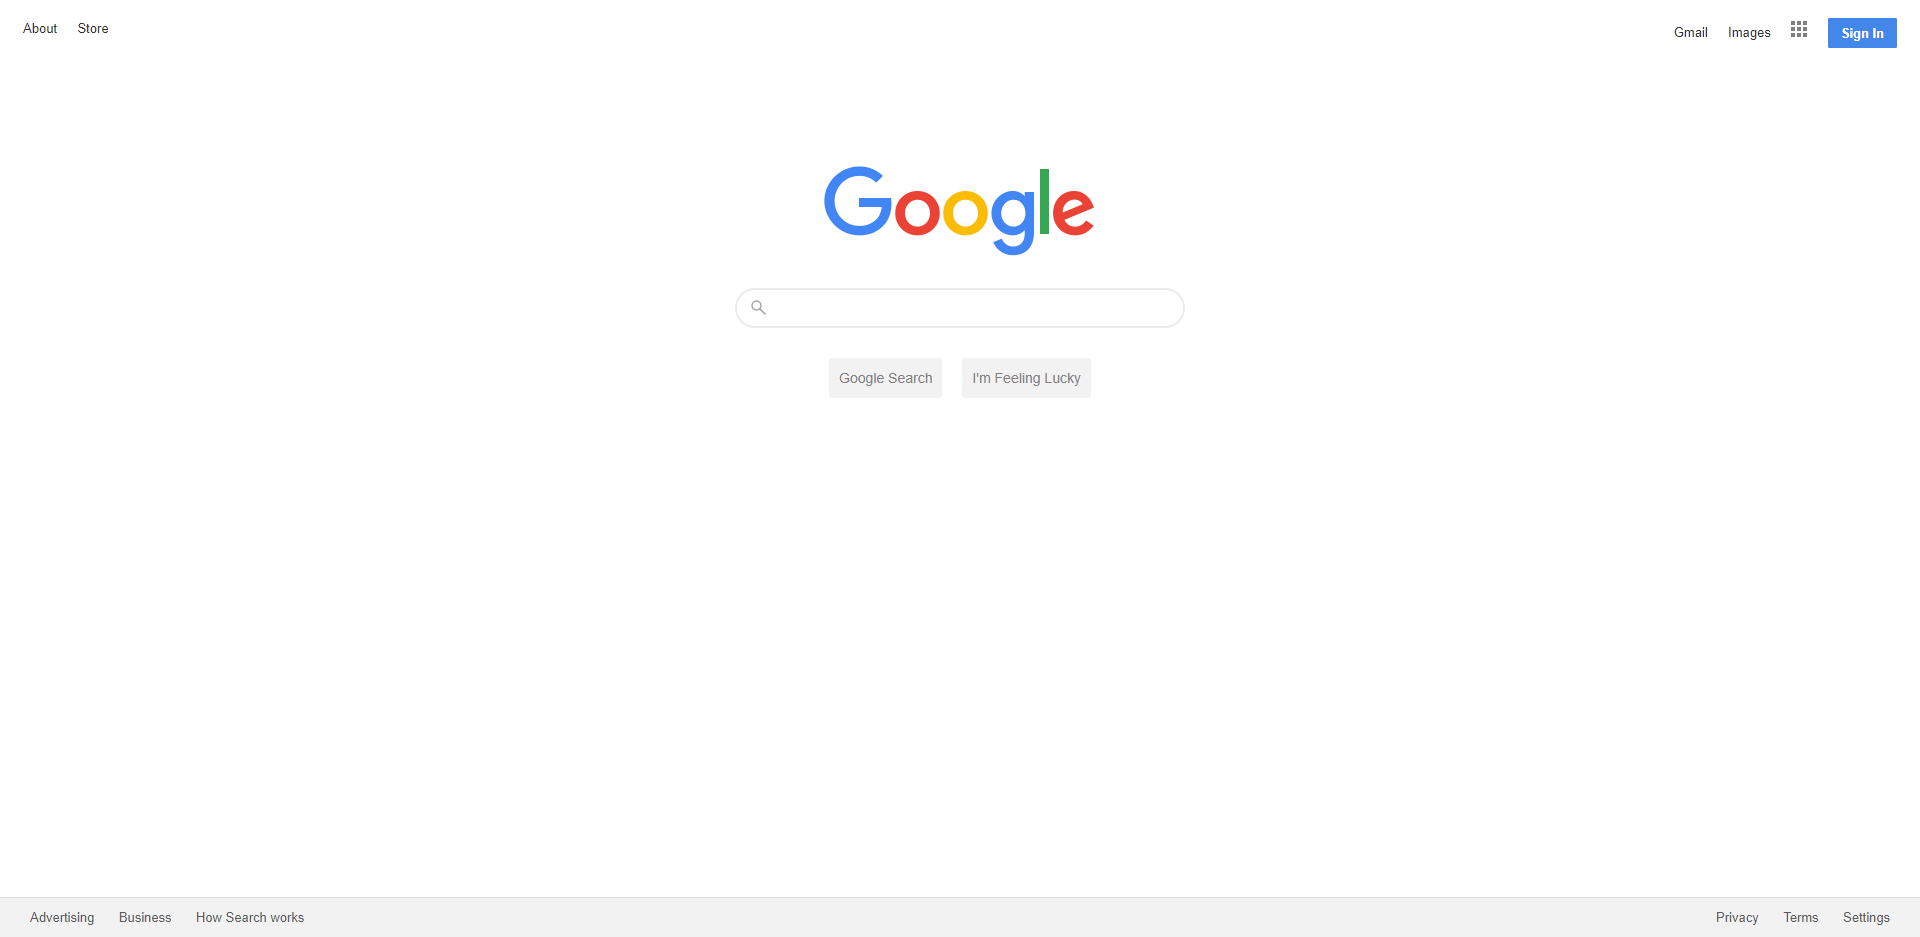 About Store Gmail Images Sign In
Google
Google Search I'm Feeling Lucky
Advertising Business How Search works Privacy Terms Settings